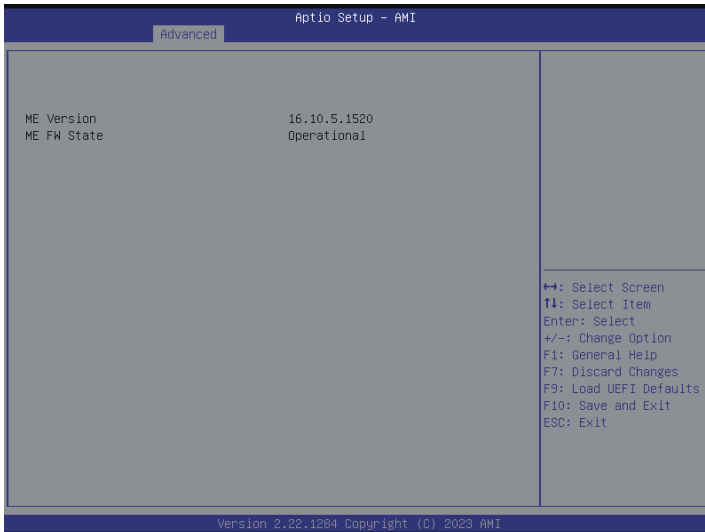 Aptio Setup – AMI
Advanced
ME Version 16.10.5.1520
ME FW State Operational
↔: Select Screen
↑↓: Select Item
Enter: Select
+/-: Change Option
F1: General Help
F7: Discard Changes
F9: Load UEFI Defaults
F10: Save and Exit
ESC: Exit
Version 2.22.1284 Copyright (C) 2023 AMI